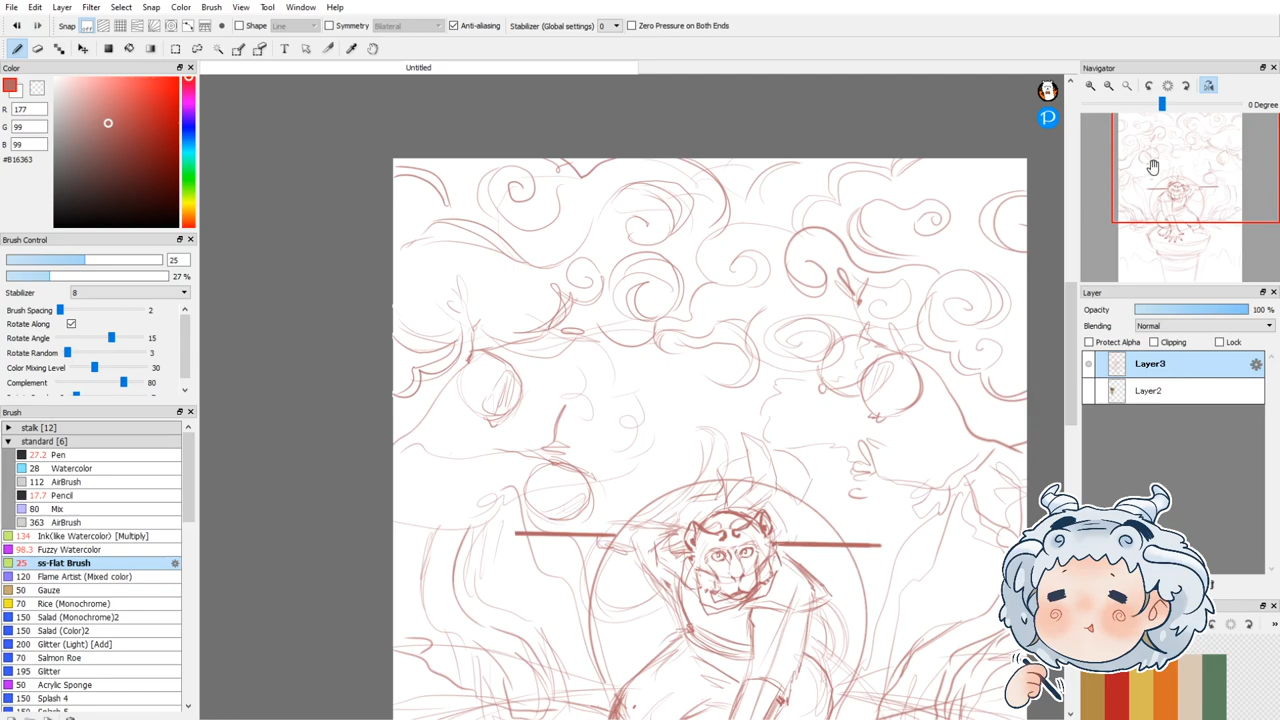 File Edit Layer Filter Select Snap Color Brush View Tool Window Help
Snap off Shape Line Symmetry Bilateral Anti-aliasing Stabilizer (Global settings) 0 Zero Pressure on Both Ends
T
Color
Untitled
Navigator
R 177
G 99
B 99
#B16363
0 Degree
Brush Control
25
27 %
Stabilizer 8
Brush Spacing 2
Rotate Along
Rotate Angle 15
Rotate Random 3
Color Mixing Level 30
Complement 80
Layer
Opacity 100 %
Blending Normal
Protect Alpha Clipping Lock
Layer3
Layer2
Brush
stalk [12]
standard [6]
27.2 Pen
28 Watercolor
112 AirBrush
17.7 Pencil
80 Mix
363 AirBrush
134 Ink(like Watercolor) [Multiply]
98.3 Fuzzy Watercolor
25 ss-Flat Brush
120 Flame Artist (Mixed color)
50 Gauze
70 Rice (Monochrome)
150 Salad (Monochrome)2
150 Salad (Color)2
200 Glitter (Light) [Add]
70 Salmon Roe
195 Glitter
50 Acrylic Sponge
150 Splash 4